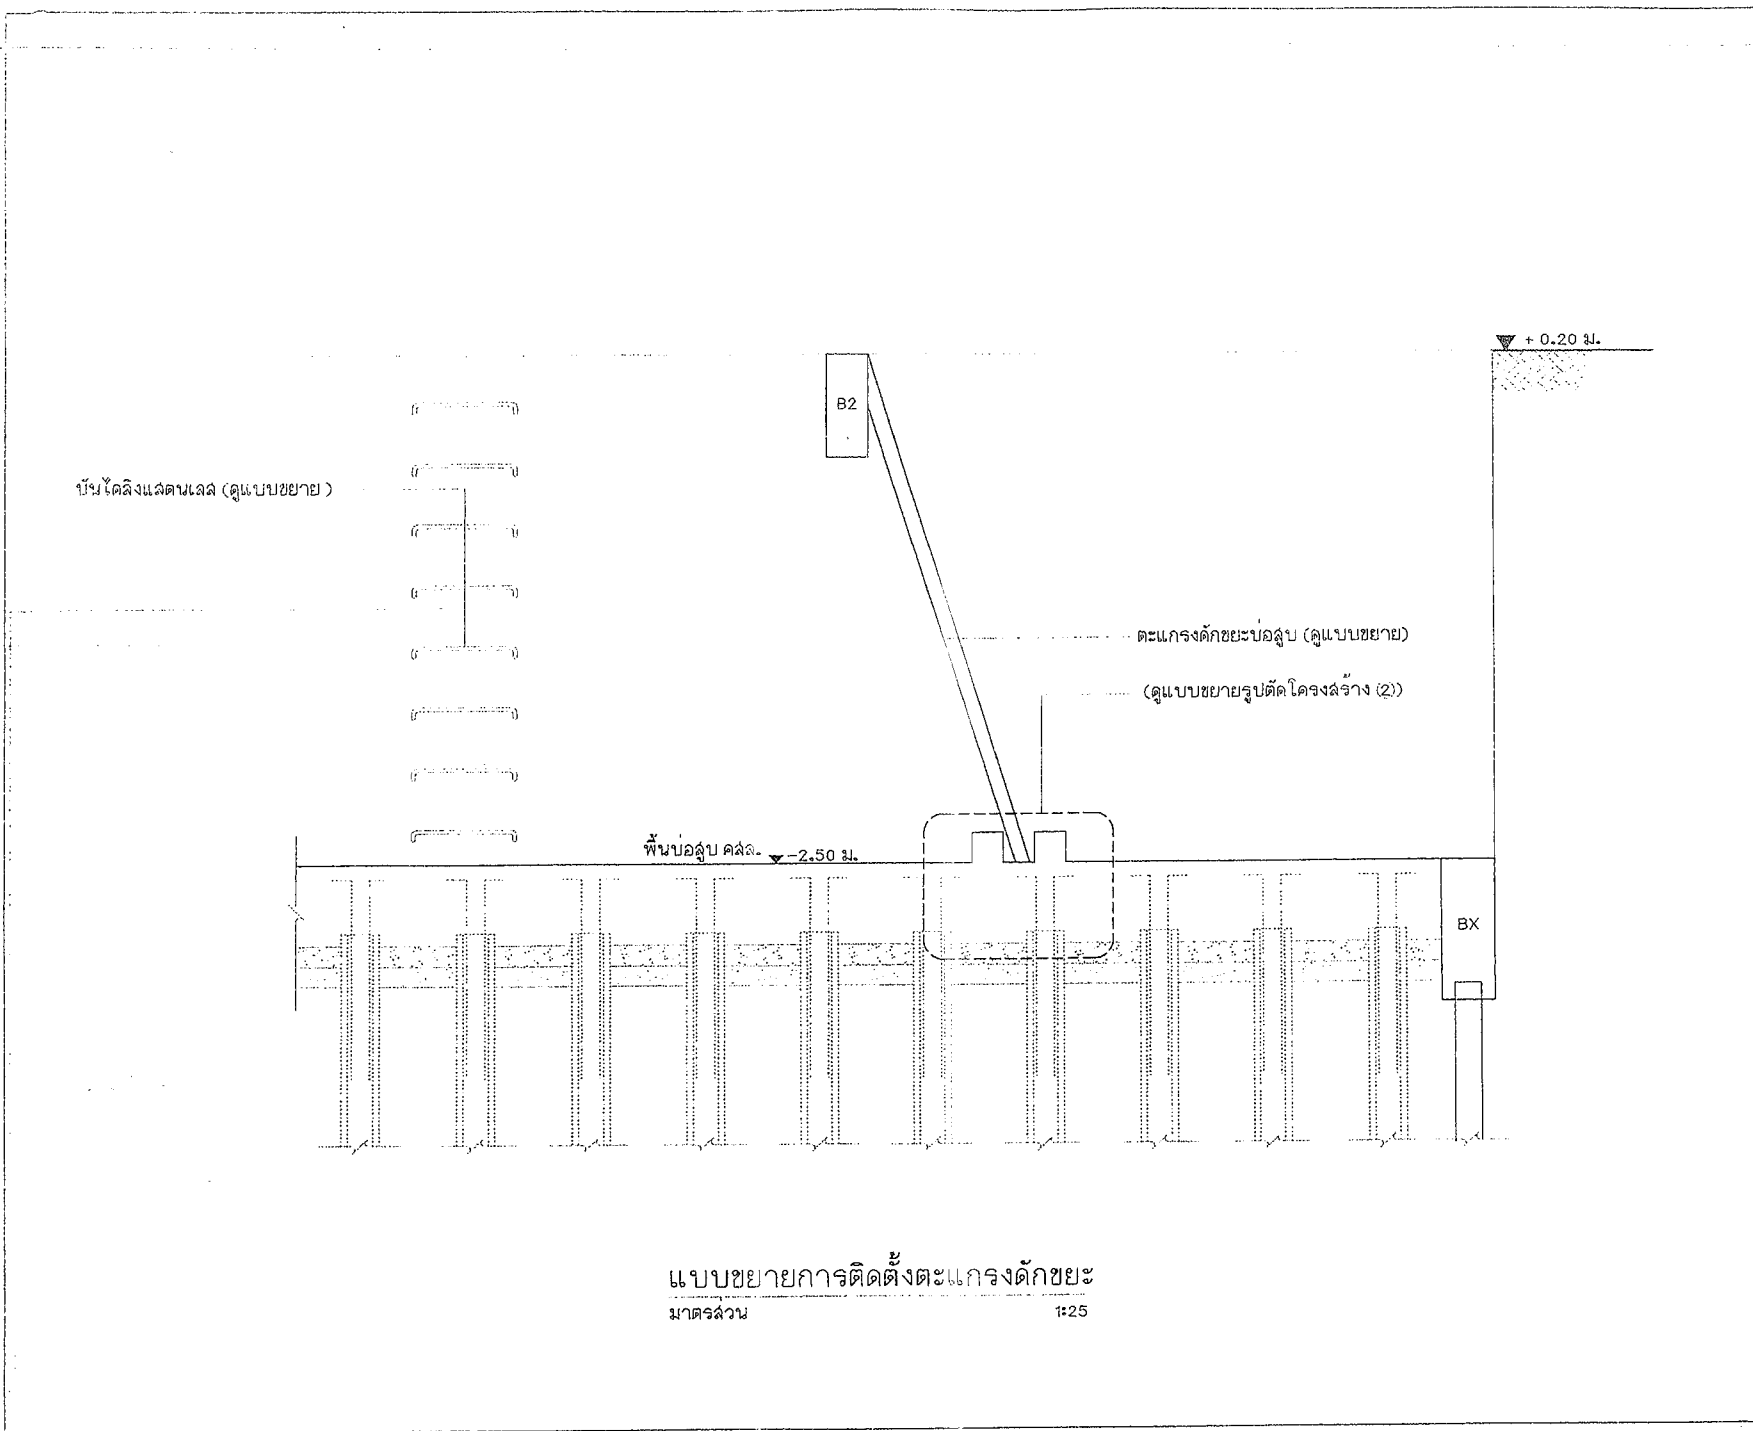 + 0.20 ม.
B2
บันไดลิงแสตนเลส (ดูแบบขยาย)
ตะแกรงดักขยะบ่อสูบ (ดูแบบขยาย)
(ดูแบบขยายรูปตัดโครงสร้าง (2))
พื้นบ่อสูบ คสล. -2.50 ม.
BX
แบบขยายการติดตั้งตะแกรงดักขยะ
มาตรส่วน 1:25